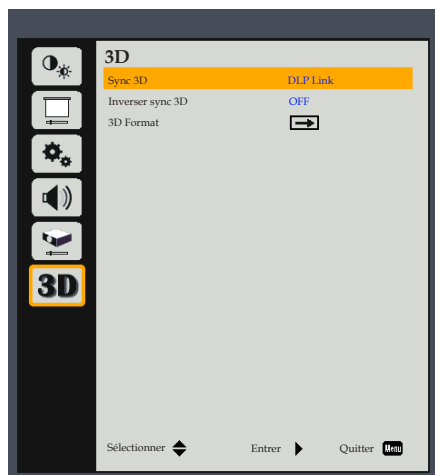 3D
Sync 3D DLP Link
Inverser sync 3D OFF
3D Format
3D
Sélectionner Entrer Quitter Menu